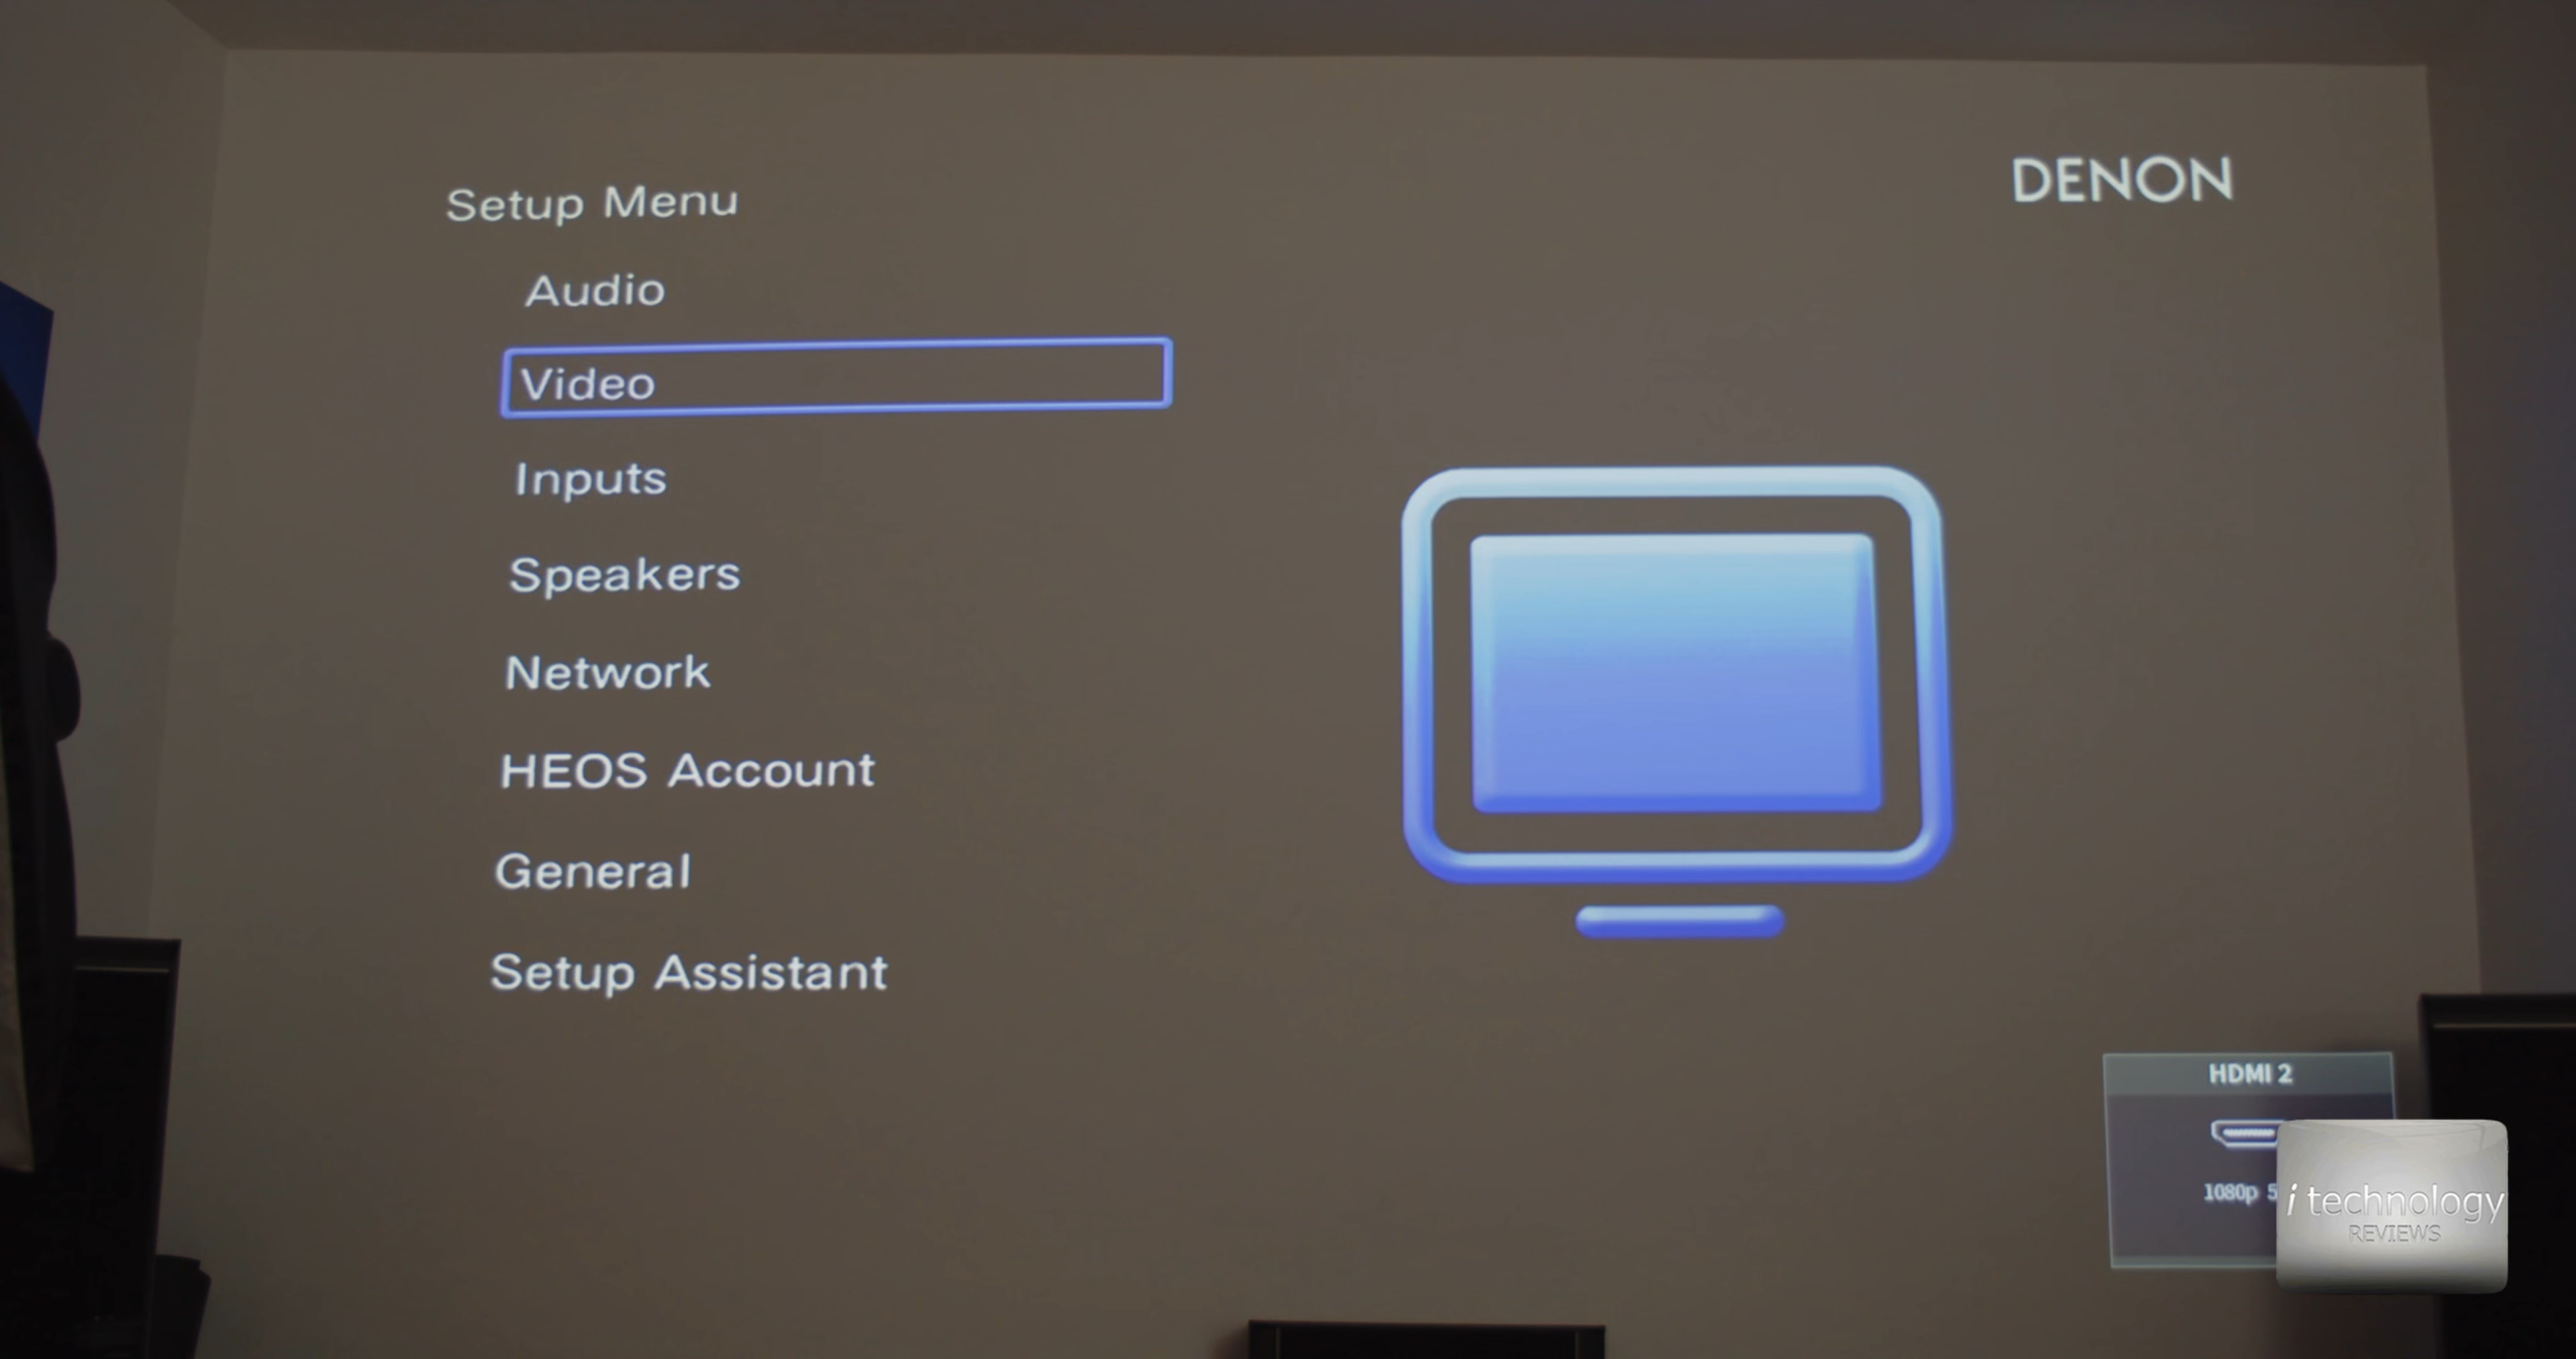 Setup Menu
DENON
Audio
Video
Inputs
Speakers
Network
HEOS Account
General
Setup Assistant
HDMI 2
1080p
i technology
REVIEWS